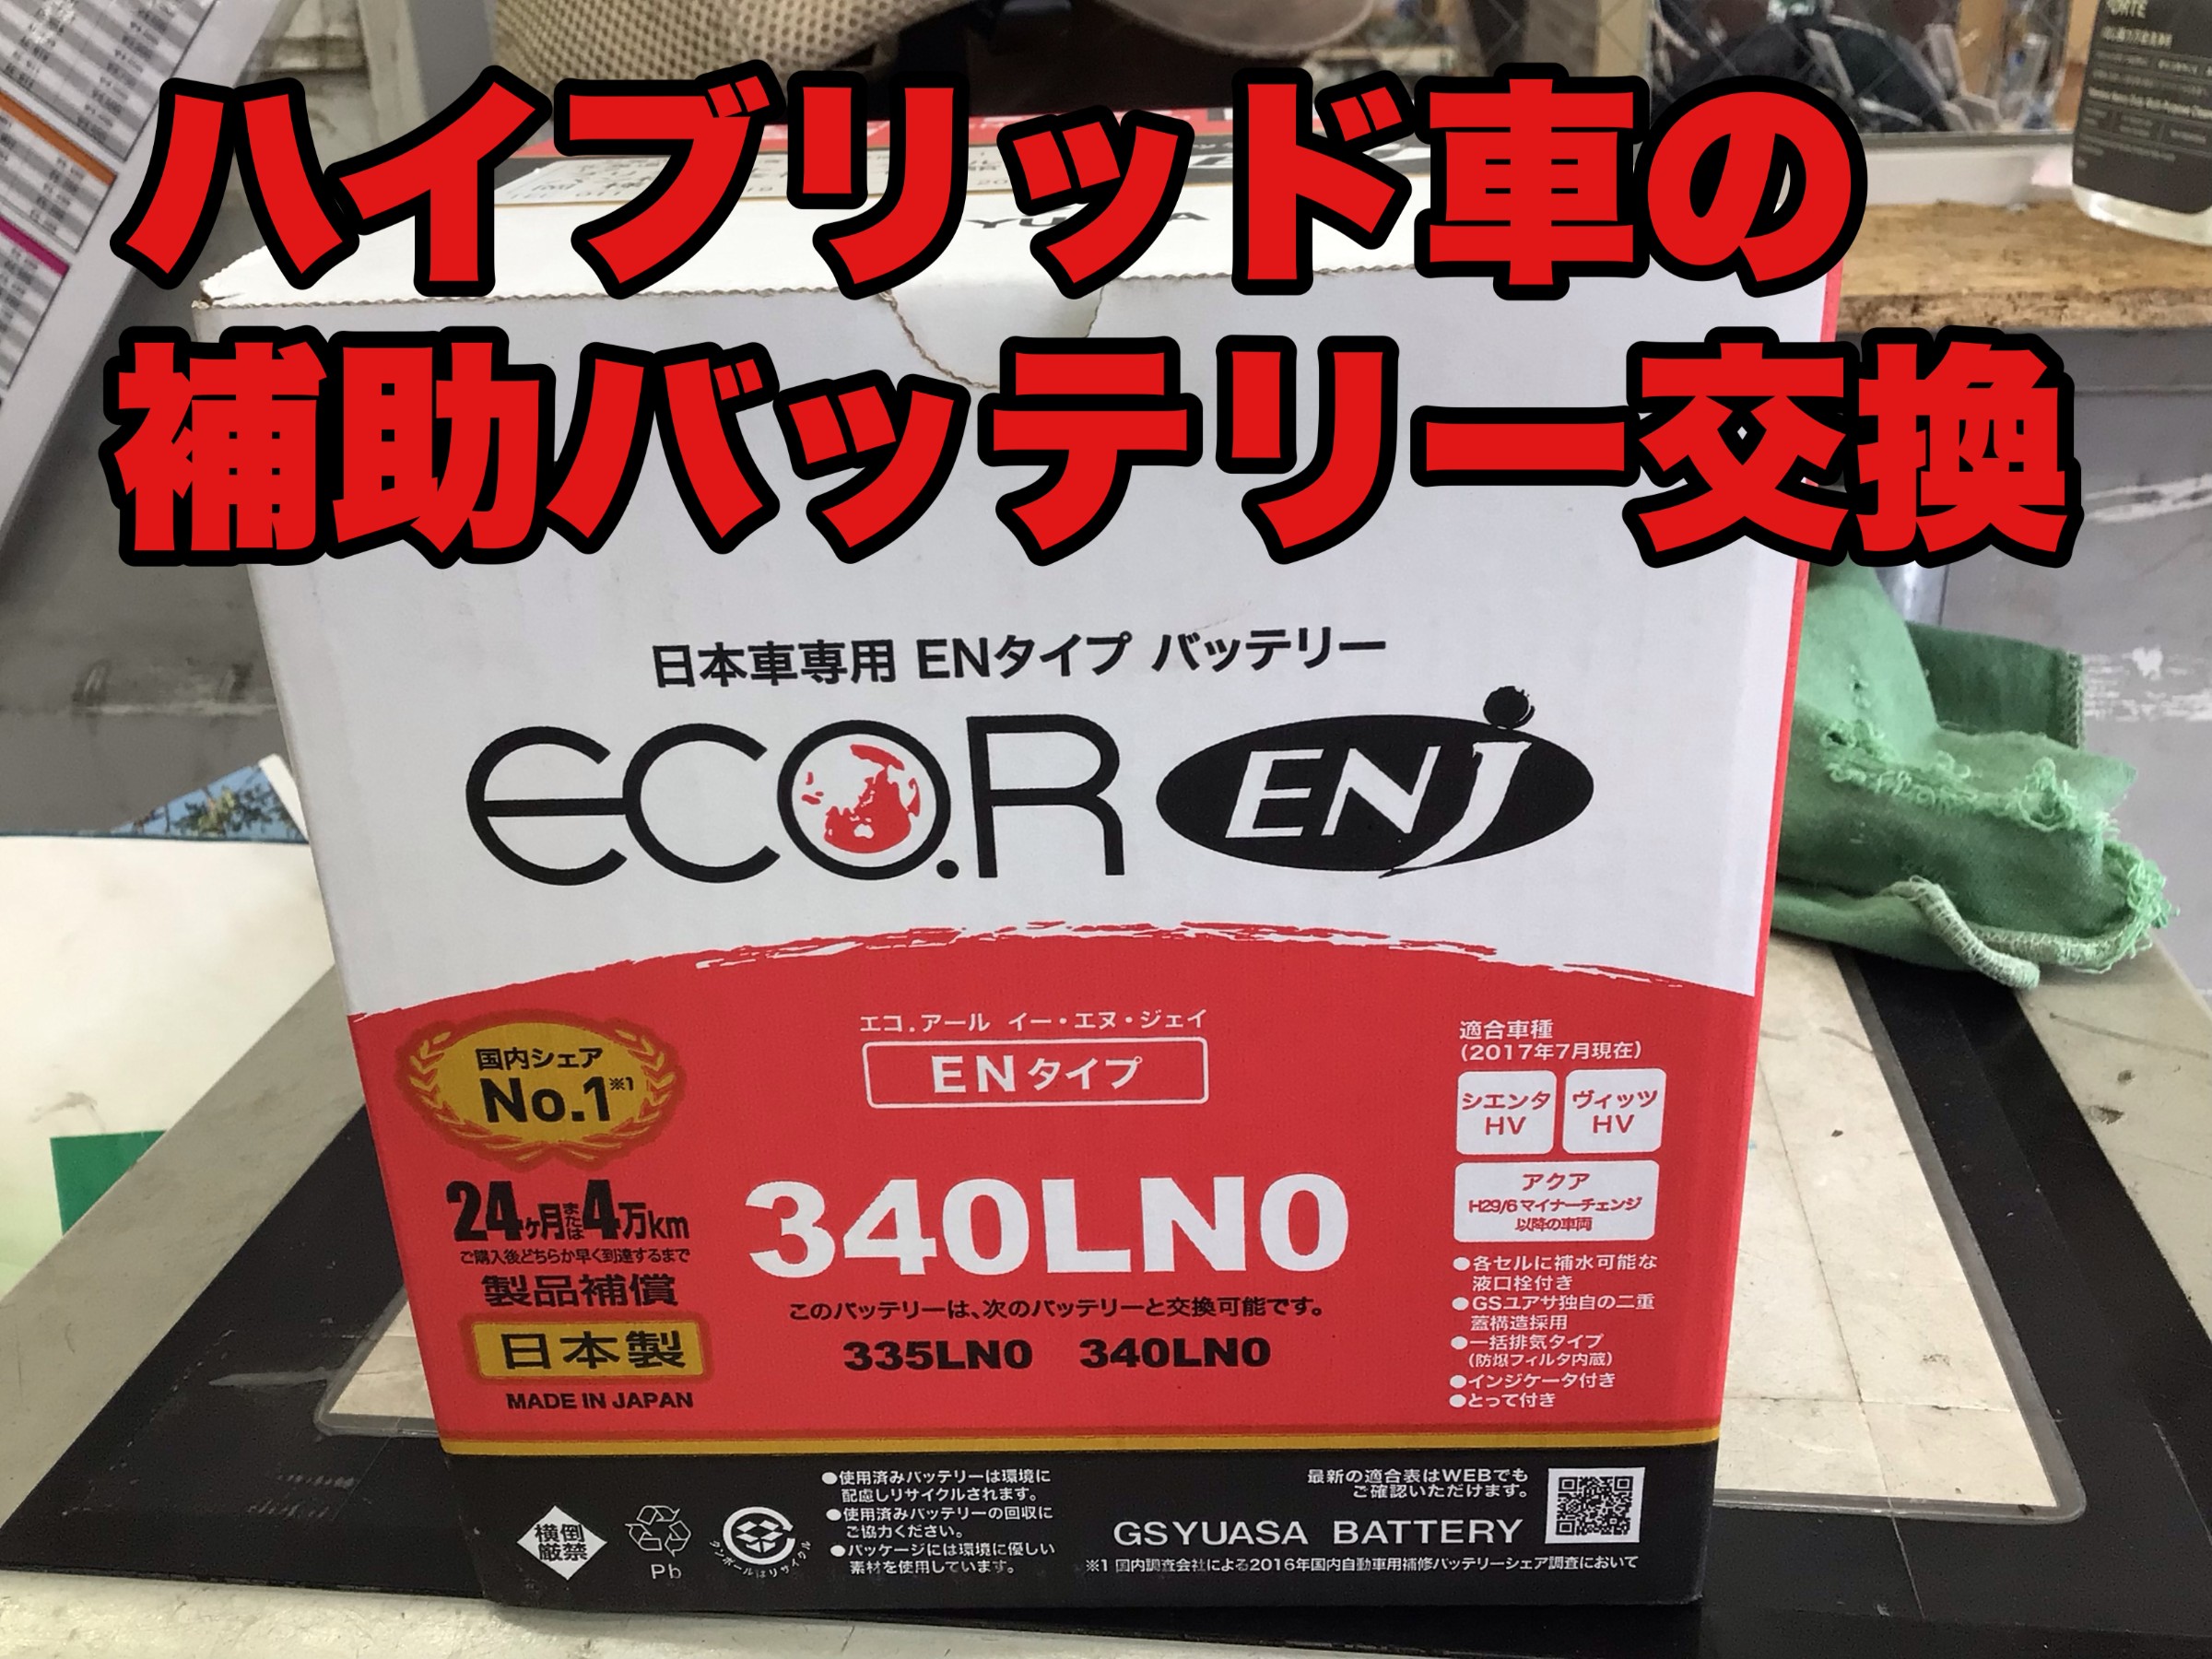 ハイブリッド車の
補助バッテリー交換
日本車専用 ENタイプ バッテリー
eco.R ENJ
エコ.アール イー・エヌ・ジェイ
ENタイプ
国内シェア
No.1※1
24ヶ月または4万km
ご購入後どちらか早く到達するまで
製品補償
日本製
MADE IN JAPAN
340LN0
このバッテリーは、次のバッテリーと交換可能です。
335LN0 340LN0
適合車種
(2017年7月現在)
シエンタ
HV
ヴィッツ
HV
アクア
H29/6 マイナーチェンジ
以降の車両
●各セルに補水可能な
液口栓付き
●GSユアサ独自の二重
蓋構造採用
●一括排気タイプ
(防爆フィルタ内蔵)
●インジケータ付き
●とって付き
横倒
厳禁
Pb
ダンボールはリサイクル
●使用済みバッテリーは環境に
配慮しリサイクルされます。
●使用済みバッテリーの回収に
ご協力ください。
●パッケージには環境に優しい
素材を使用しています。
最新の適合表はWEBでも
ご確認いただけます。
GS YUASA BATTERY
※1 国内調査会社による2016年国内自動車用補修バッテリーシェア調査において